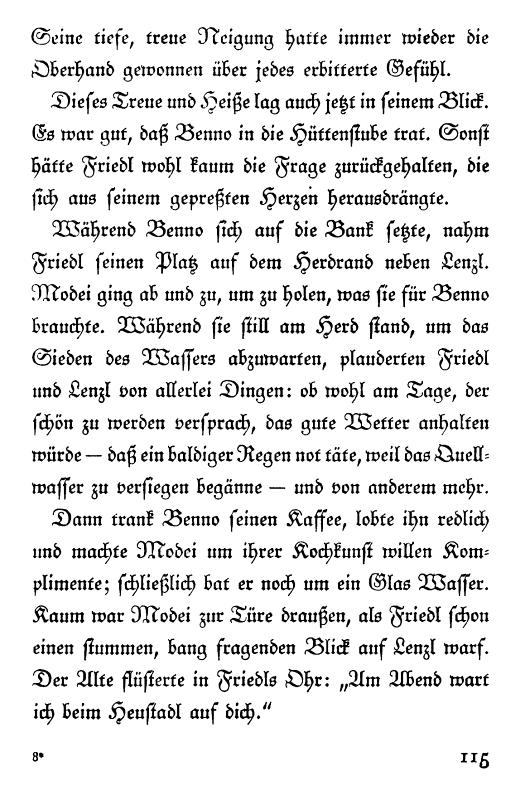 Seine tiefe, treue Neigung hatte immer wieder die
Oberhand gewonnen über jedes erbitterte Gefühl.
Dieses Treue und Heiße lag auch jetzt in seinem Blick.
Es war gut, daß Benno in die Hüttenstube trat. Sonst
hätte Friedl wohl kaum die Frage zurückgehalten, die
sich aus seinem gepreßten Herzen herausdrängte.
Während Benno sich auf die Bank setzte, nahm
Friedl seinen Platz auf dem Herdrand neben Lenzl.
Modei ging ab und zu, um zu holen, was sie für Benno
brauchte. Während sie still am Herd stand, um das
Sieden des Wassers abzuwarten, plauderten Friedl
und Lenzl von allerlei Dingen: ob wohl am Tage, der
schön zu werden versprach, das gute Wetter anhalten
würde — daß ein baldiger Regen not täte, weil das Quell-
wasser zu versiegen begänne — und von anderem mehr.
Dann trank Benno seinen Kaffee, lobte ihn redlich
und machte Modei um ihrer Kochkunst willen Kom-
plimente; schließlich bat er noch um ein Glas Wasser.
Kaum war Modei zur Türe draußen, als Friedl schon
einen stummen, bang fragenden Blick auf Lenzl warf.
Der Alte flüsterte in Friedls Ohr: „Am Abend wart
ich beim Heustadl auf dich.“
8* 115